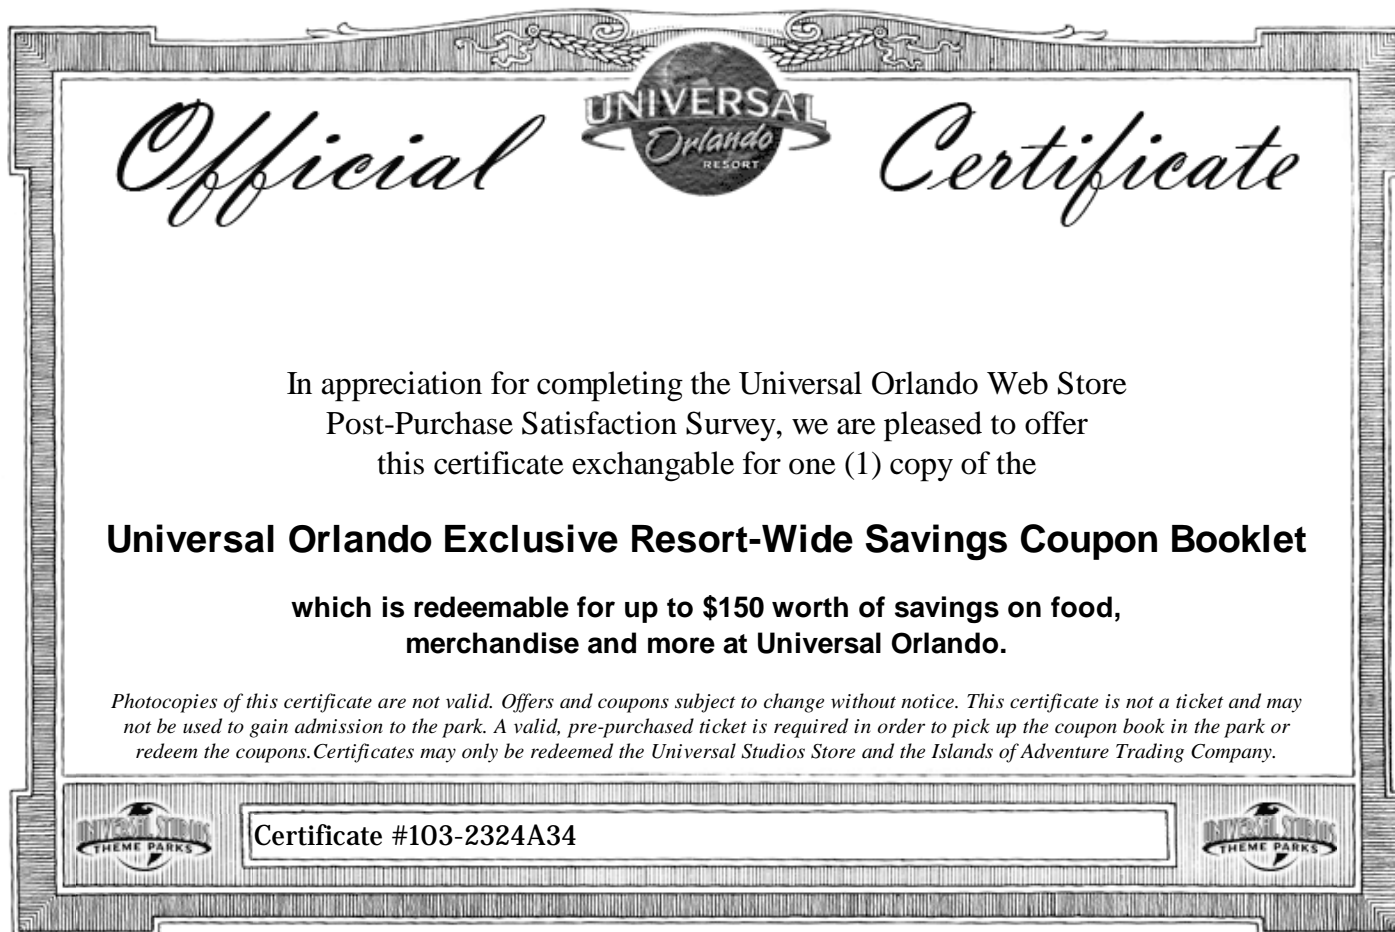 Official
UNIVERSAL
Orlando
RESORT
Certificate
In appreciation for completing the Universal Orlando Web Store
Post-Purchase Satisfaction Survey, we are pleased to offer
this certificate exchangable for one (1) copy of the
Universal Orlando Exclusive Resort-Wide Savings Coupon Booklet
which is redeemable for up to $150 worth of savings on food,
merchandise and more at Universal Orlando.
Photocopies of this certificate are not valid. Offers and coupons subject to change without notice. This certificate is not a ticket and may
not be used to gain admission to the park. A valid, pre-purchased ticket is required in order to pick up the coupon book in the park or
redeem the coupons.Certificates may only be redeemed the Universal Studios Store and the Islands of Adventure Trading Company.
UNIVERSAL STUDIOS
THEME PARKS
Certificate #103-2324A34
UNIVERSAL STUDIOS
THEME PARKS